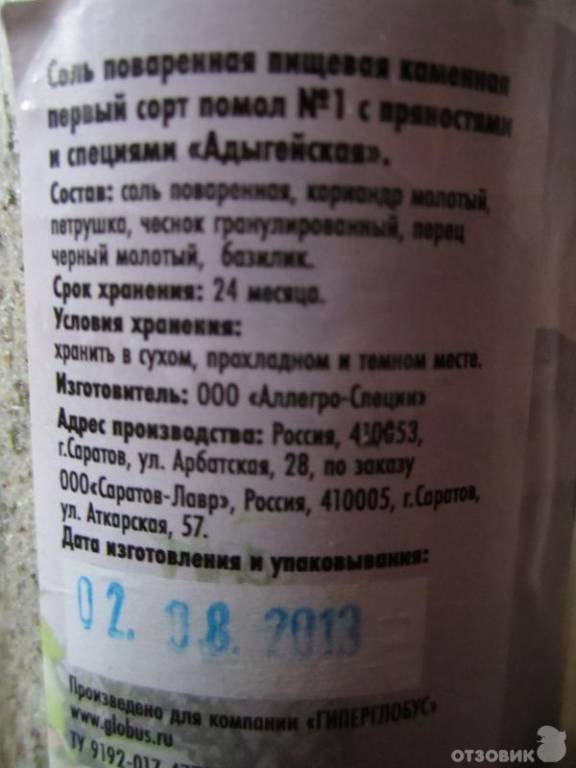 Соль поваренная пищевая каменная
первый сорт помол №1 с пряностями
и специями «Адыгейская».
Состав: соль поваренная, кориандр молотый,
петрушка, чеснок гранулированный, перец
черный молотый, базилик.
Срок хранения: 24 месяца.
Условия хранения:
хранить в сухом, прохладном и темном месте.
Изготовитель: ООО «Аллегро-Специи»
Адрес производства: Россия, 410053,
г.Саратов, ул. Арбатская, 28, по заказу
ООО«Саратов-Лавр», Россия, 410005, г.Саратов,
ул. Аткарская, 57.
Дата изготовления и упаковывания:
02. 08. 2013
Произведено для компании «ГИПЕРГЛОБУС»
www.globus.ru
ТУ 9192-017
отзовик